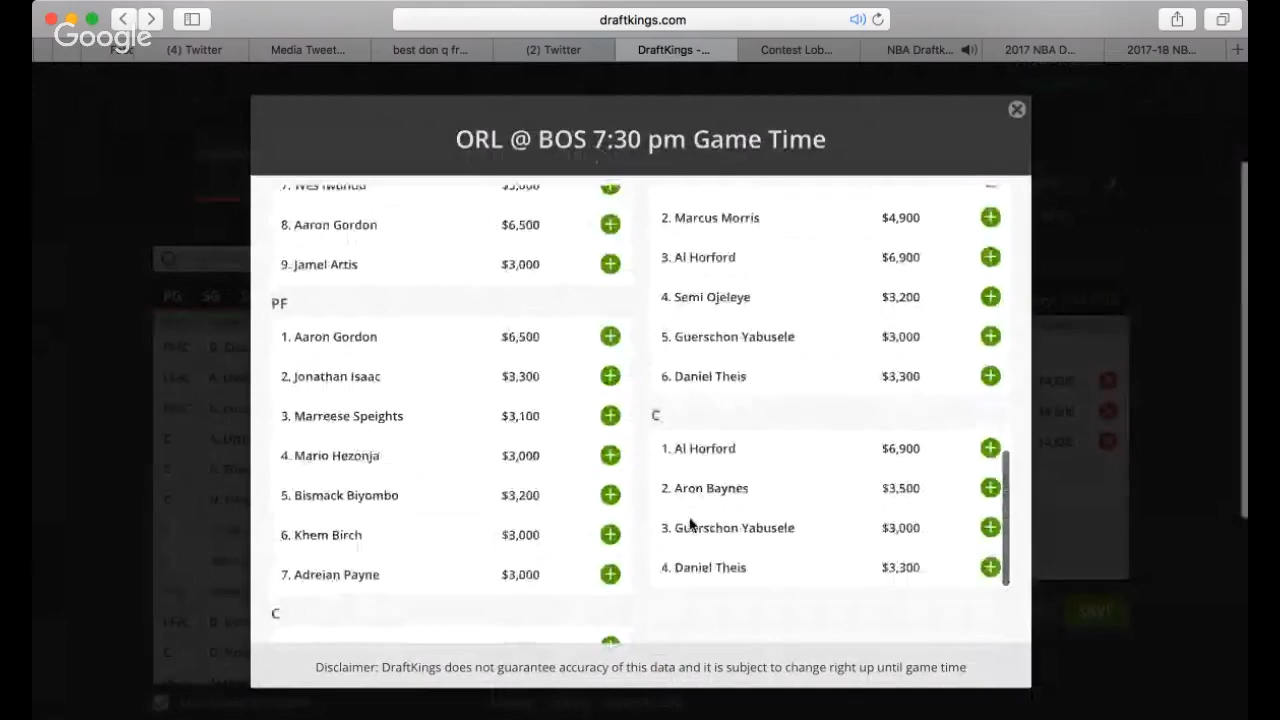 draftkings.com
Google
(4) Twitter
Media Tweet...
best don q fr...
(2) Twitter
DraftKings -...
Contest Lob...
NBA Draftk...
2017 NBA D...
2017-18 NB...
ORL @ BOS 7:30 pm Game Time
8. Aaron Gordon $6,500
9. Jamel Artis $3,000
PF
1. Aaron Gordon $6,500
2. Jonathan Isaac $3,300
3. Marreese Speights $3,100
4. Mario Hezonja $3,000
5. Bismack Biyombo $3,200
6. Khem Birch $3,000
7. Adreian Payne $3,000
C
2. Marcus Morris $4,900
3. Al Horford $6,900
4. Semi Ojeleye $3,200
5. Guerschon Yabusele $3,000
6. Daniel Theis $3,300
C
1. Al Horford $6,900
2. Aron Baynes $3,500
3. Guerschon Yabusele $3,000
4. Daniel Theis $3,300
PG SG
C
C
C
C
Disclaimer: DraftKings does not guarantee accuracy of this data and it is subject to change right up until game time